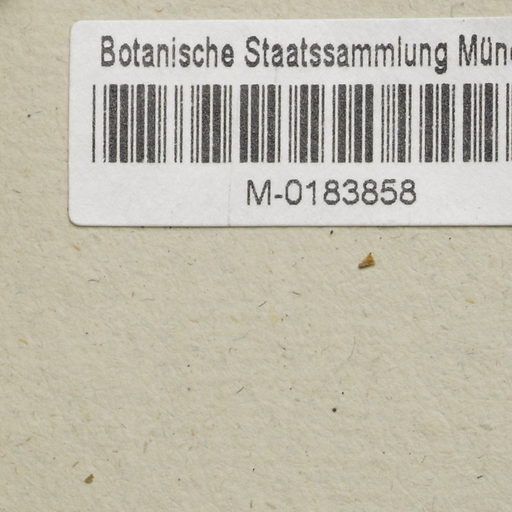 Botanische Staatssammlung Mün
M-0183858